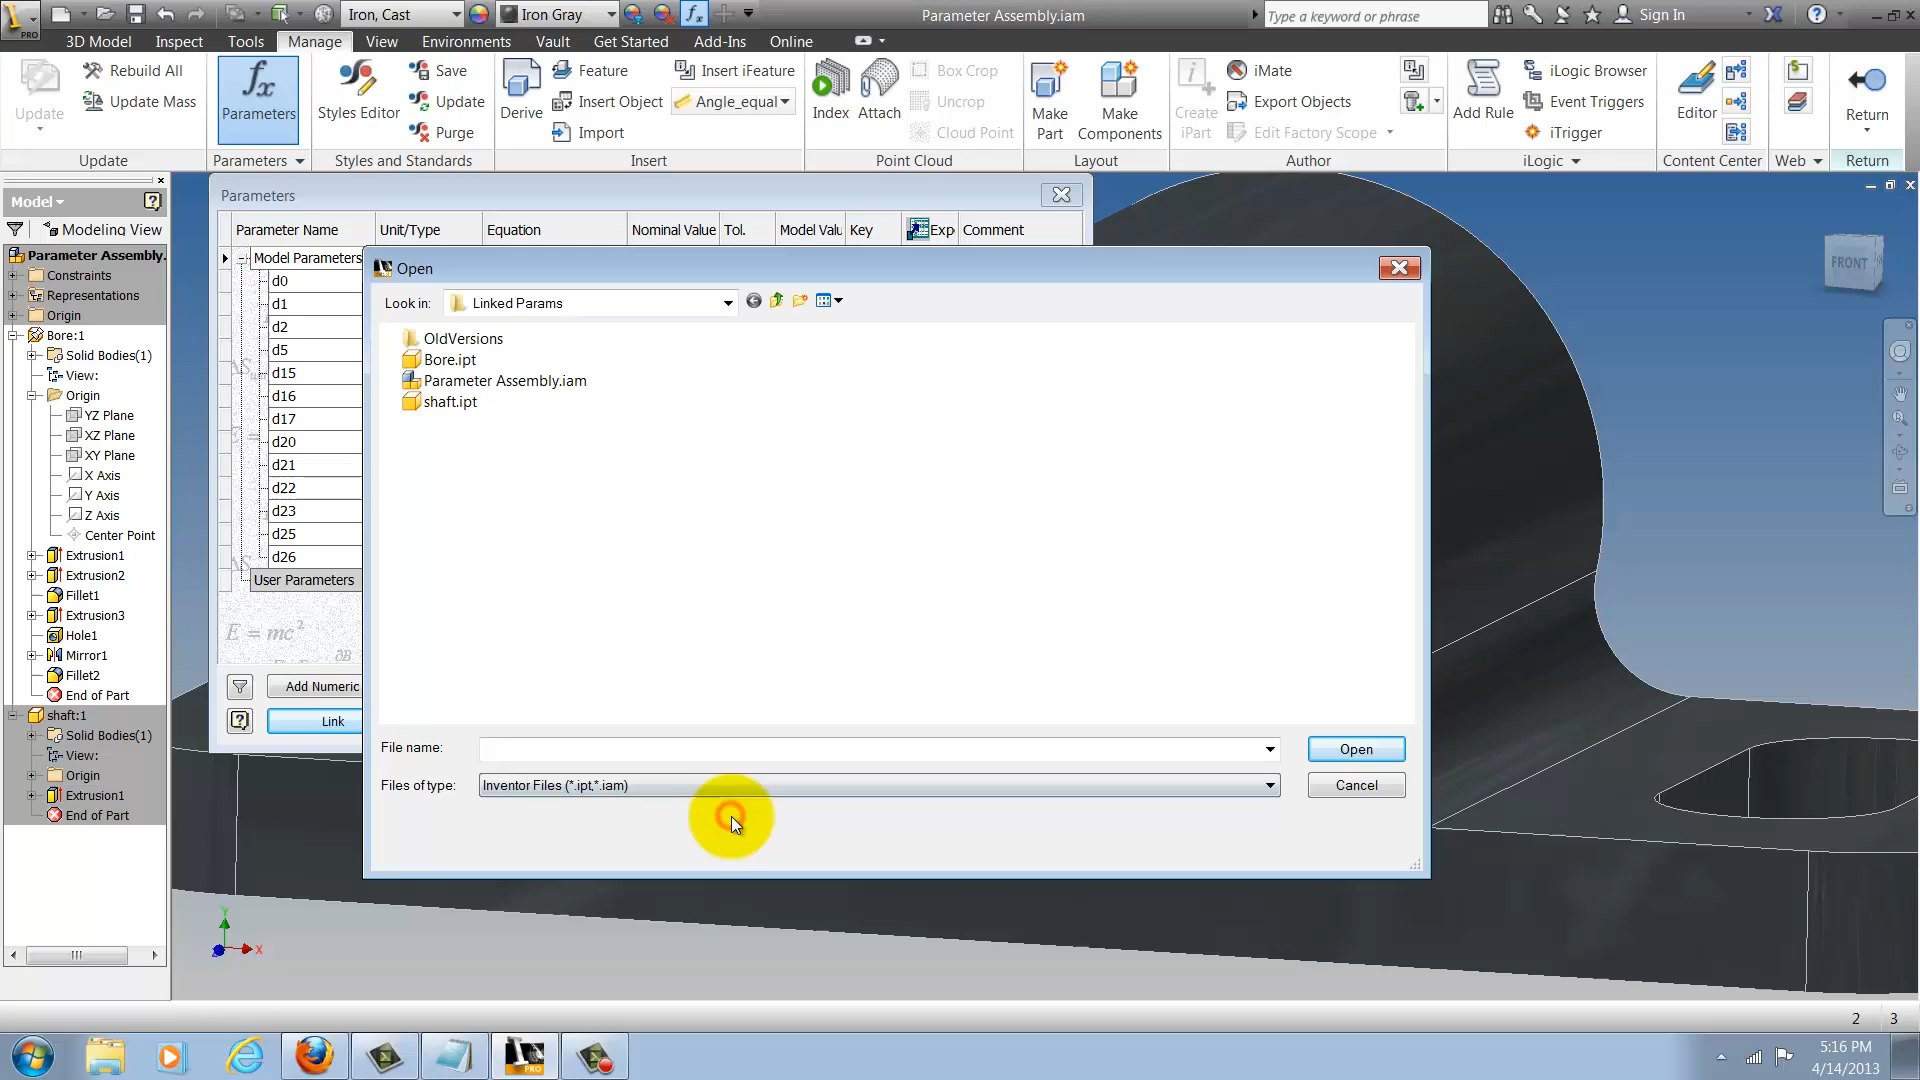 Iron, Cast
Iron Gray
fx
Parameter Assembly.iam
Type a keyword or phrase
Sign In
PRO
3D Model
Inspect
Tools
Manage
View
Environments
Vault
Get Started
Add-Ins
Online
Update
Rebuild All
Update Mass
Update
fx
Parameters
Parameters
Styles Editor
Save
Update
Purge
Styles and Standards
Derive
Feature
Insert Object
Import
Insert iFeature
Angle_equal
Insert
Index
Attach
Box Crop
Uncrop
Cloud Point
Point Cloud
Make Part
Make Components
Layout
Create iPart
iMate
Export Objects
Edit Factory Scope
Author
Add Rule
iLogic Browser
Event Triggers
iTrigger
iLogic
Editor
Content Center
Web
Return
Return
Model
Modeling View
Parameter Assembly.
Constraints
Representations
Origin
Bore:1
Solid Bodies(1)
View:
Origin
YZ Plane
XZ Plane
XY Plane
X Axis
Y Axis
Z Axis
Center Point
Extrusion1
Extrusion2
Fillet1
Extrusion3
Hole1
Mirror1
Fillet2
End of Part
shaft:1
Solid Bodies(1)
View:
Origin
Extrusion1
End of Part
Parameters
Parameter Name
Unit/Type
Equation
Nominal Value
Tol.
Model Valu
Key
Exp
Comment
Model Parameters
d0
d1
d2
d5
d15
d16
d17
d20
d21
d22
d23
d25
d26
User Parameters
E = mc²
∂B
Add Numeric
Link
Open
Look in:
Linked Params
OldVersions
Bore.ipt
Parameter Assembly.iam
shaft.ipt
File name:
Open
Files of type:
Inventor Files (*.ipt,*.iam)
Cancel
FRONT
Y
X
2
3
PRO
5:16 PM
4/14/2013